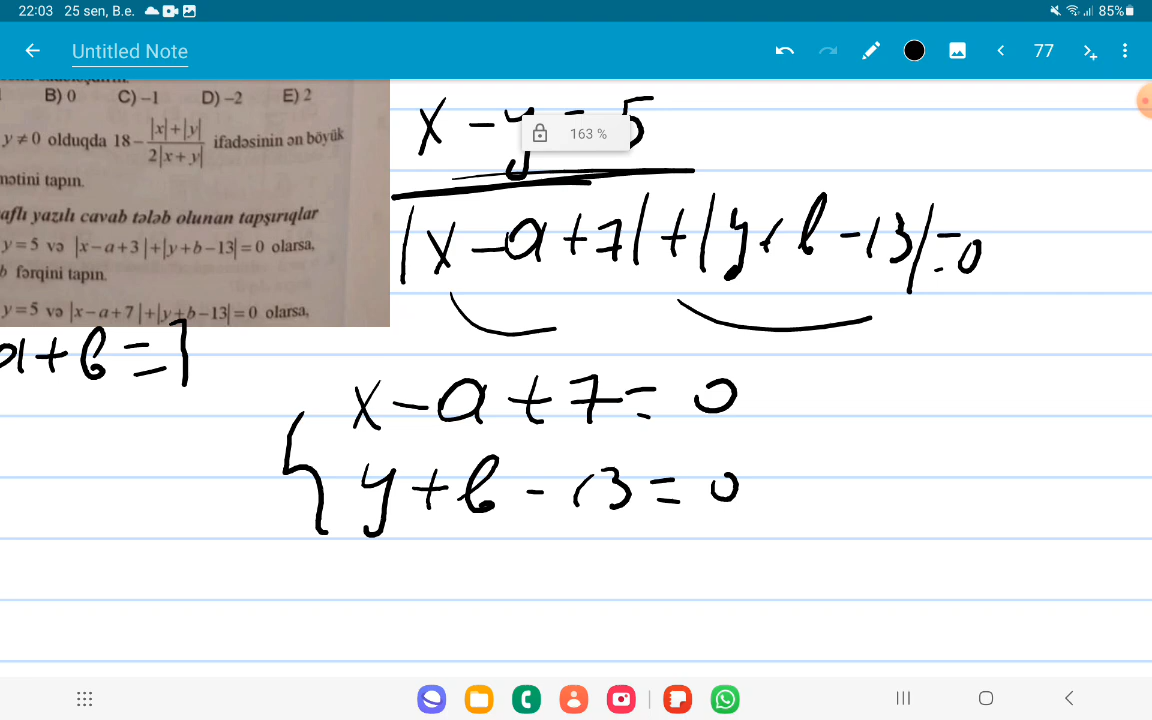 22:03 25 sen, B.e. 85%
Untitled Note 77
B) 0 C) –1 D) –2 E) 2
y ≠ 0 olduqda 18 – |x|+|y| / 2|x+y| ifadəsinin ən böyük
mətini tapın.
aflı yazılı cavab tələb olunan tapşırıqlar
y = 5 və |x–a+3|+|y+b–13|=0 olarsa,
b fərqini tapın.
y = 5 və |x–a+7|+|y+b–13|=0 olarsa,
x – y = 5
163 %
|x – a + 7| + |y + b – 13| = 0
a + b = ?
x – a + 7 = 0
y + b – 13 = 0